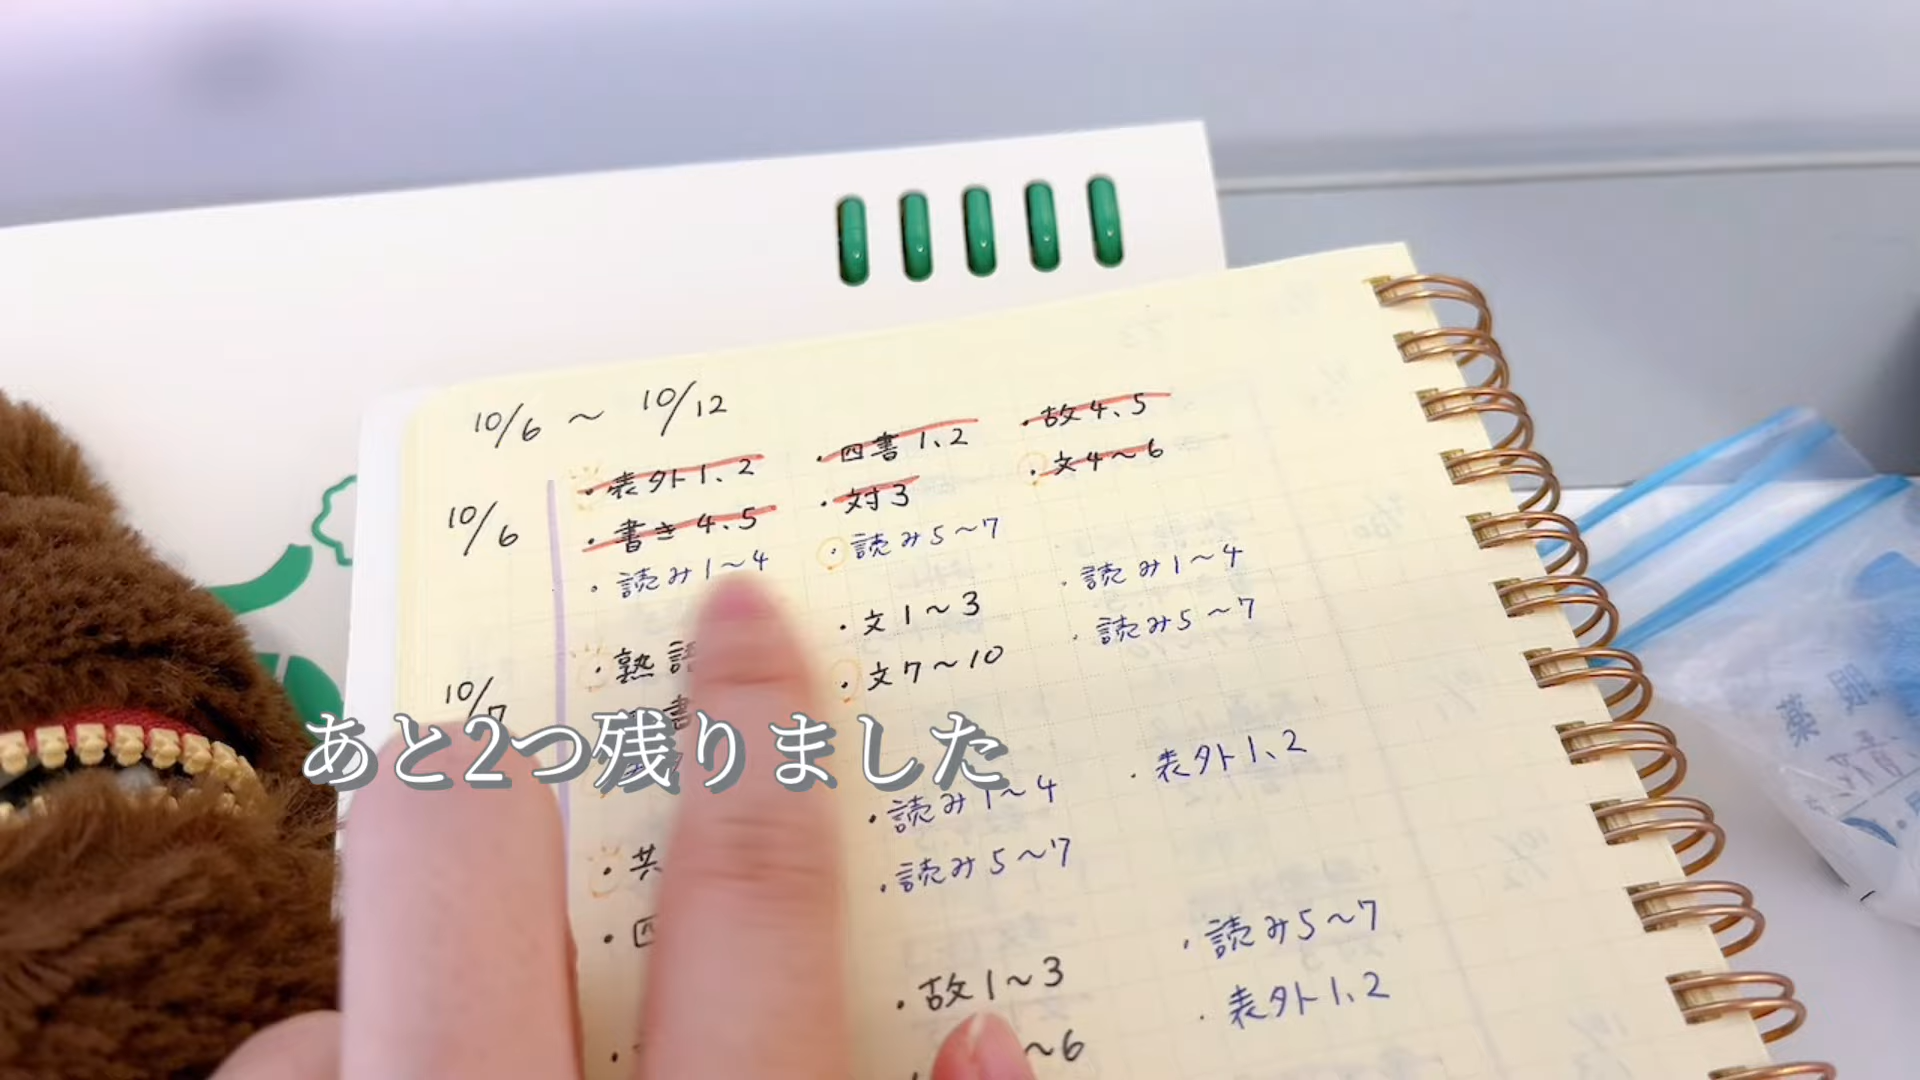 10/6 ~ 10/12
・表外1、2 ・四書1、2 ・故4、5
10/6 ・書き4、5 ・対3 ・文4~6
・読み1~4 ・読み5~7
・熟語 ・文1~3 ・読み1~4
10/7 書 ・文7~10 ・読み5~7
あと2つ残りました
・読み1~4 ・表外1、2
・共 ・読み5~7
・四 ・故1~3 ・読み5~7
~6 ・表外1、2